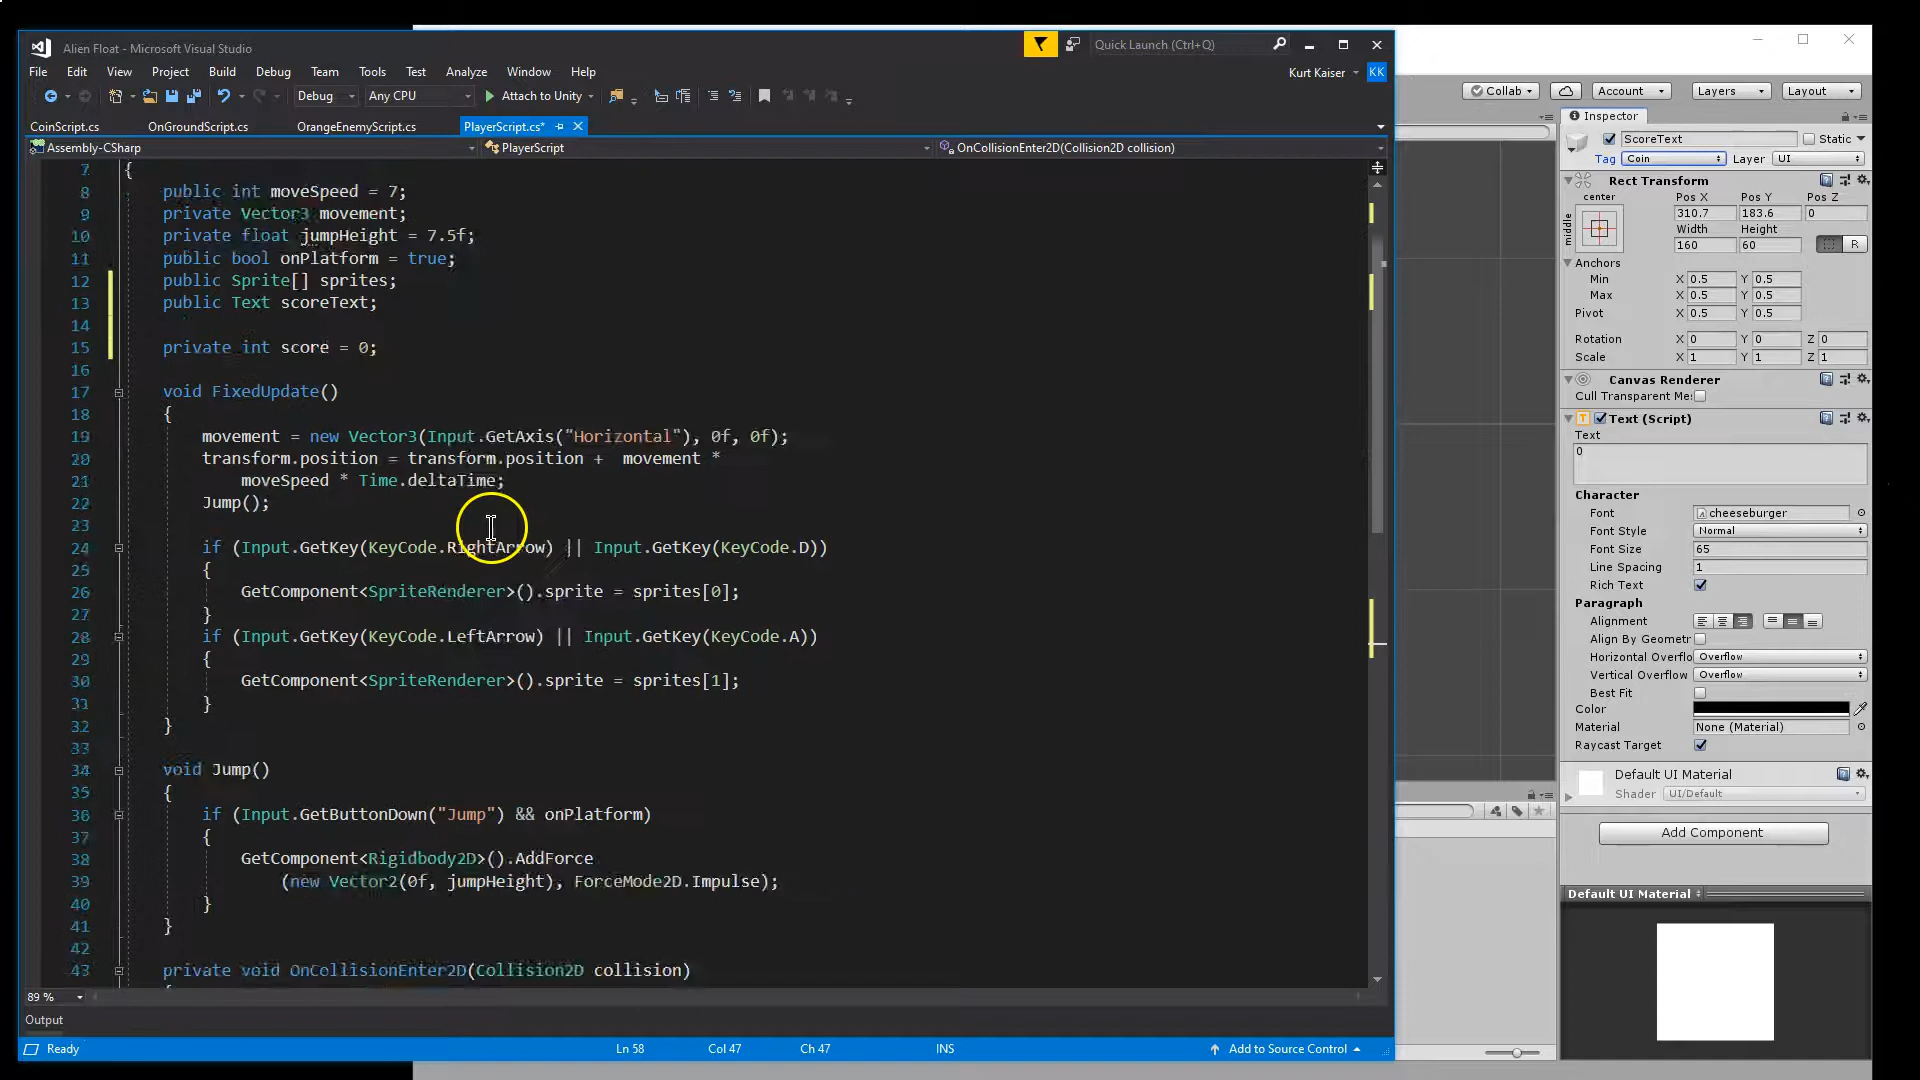 Alien Float - Microsoft Visual Studio
Quick Launch (Ctrl+Q)
File Edit View Project Build Debug Team Tools Test Analyze Window Help
Kurt Kaiser KK
Debug Any CPU Attach to Unity
CoinScript.cs OnGroundScript.cs OrangeEnemyScript.cs PlayerScript.cs*
Assembly-CSharp PlayerScript OnCollisionEnter2D(Collision2D collision)
7 {
8 public int moveSpeed = 7;
9 private Vector3 movement;
10 private float jumpHeight = 7.5f;
11 public bool onPlatform = true;
12 public Sprite[] sprites;
13 public Text scoreText;
14
15 private int score = 0;
16
17 void FixedUpdate()
18 {
19 movement = new Vector3(Input.GetAxis("Horizontal"), 0f, 0f);
20 transform.position = transform.position + movement *
21 moveSpeed * Time.deltaTime;
22 Jump();
23
24 if (Input.GetKey(KeyCode.RightArrow) || Input.GetKey(KeyCode.D))
25 {
26 GetComponent<SpriteRenderer>().sprite = sprites[0];
27 }
28 if (Input.GetKey(KeyCode.LeftArrow) || Input.GetKey(KeyCode.A))
29 {
30 GetComponent<SpriteRenderer>().sprite = sprites[1];
31 }
32 }
33
34 void Jump()
35 {
36 if (Input.GetButtonDown("Jump") && onPlatform)
37 {
38 GetComponent<Rigidbody2D>().AddForce
39 (new Vector2(0f, jumpHeight), ForceMode2D.Impulse);
40 }
41 }
42
43 private void OnCollisionEnter2D(Collision2D collision)
89 %
Output
Ready Ln 58 Col 47 Ch 47 INS Add to Source Control
Collab Account Layers Layout
Inspector
ScoreText Static
Tag Coin Layer UI
Rect Transform
center Pos X Pos Y Pos Z
middle 310.7 183.6 0
Width Height
160 60
R
Anchors
Min X 0.5 Y 0.5
Max X 0.5 Y 0.5
Pivot X 0.5 Y 0.5
Rotation X 0 Y 0 Z 0
Scale X 1 Y 1 Z 1
Canvas Renderer
Cull Transparent Me:
Text (Script)
Text
0
Character
Font cheeseburger
Font Style Normal
Font Size 65
Line Spacing 1
Rich Text
Paragraph
Alignment
Align By Geometr
Horizontal Overflo Overflow
Vertical Overflow Overflow
Best Fit
Color
Material None (Material)
Raycast Target
Default UI Material
Shader UI/Default
Add Component
Default UI Material